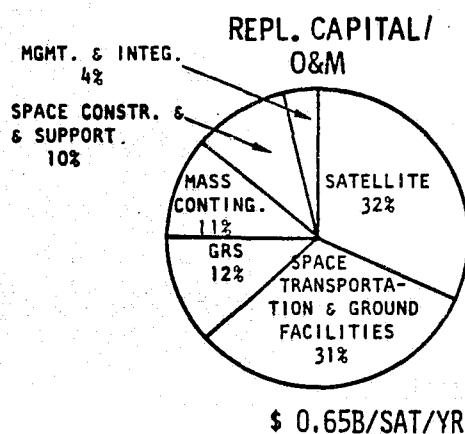 REPL. CAPITAL/
O&M
MGMT. & INTEG.
4%
SPACE CONSTR. &
& SUPPORT.
10%
MASS
CONTING.
11%
GRS
12%
SATELLITE
32%
SPACE
TRANSPORTA-
TION & GROUND
FACILITIES
31%
$ 0.65B/SAT/YR